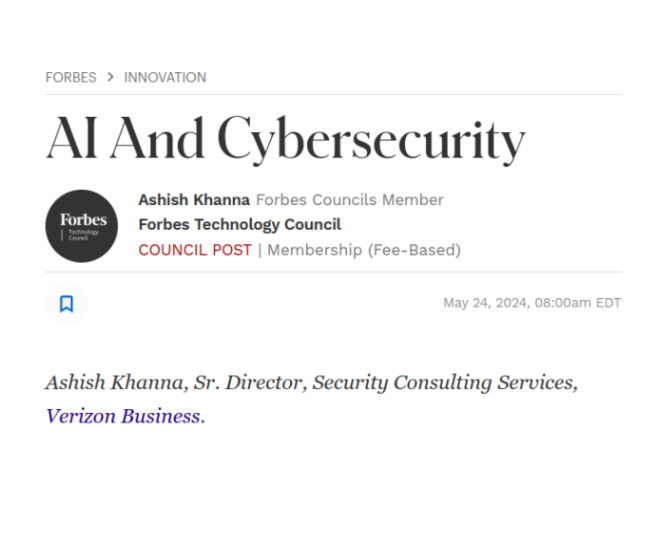 FORBES > INNOVATION
AI And Cybersecurity
Forbes
Technology
Council
Ashish Khanna Forbes Councils Member
Forbes Technology Council
COUNCIL POST | Membership (Fee-Based)
May 24, 2024, 08:00am EDT
Ashish Khanna, Sr. Director, Security Consulting Services,
Verizon Business.